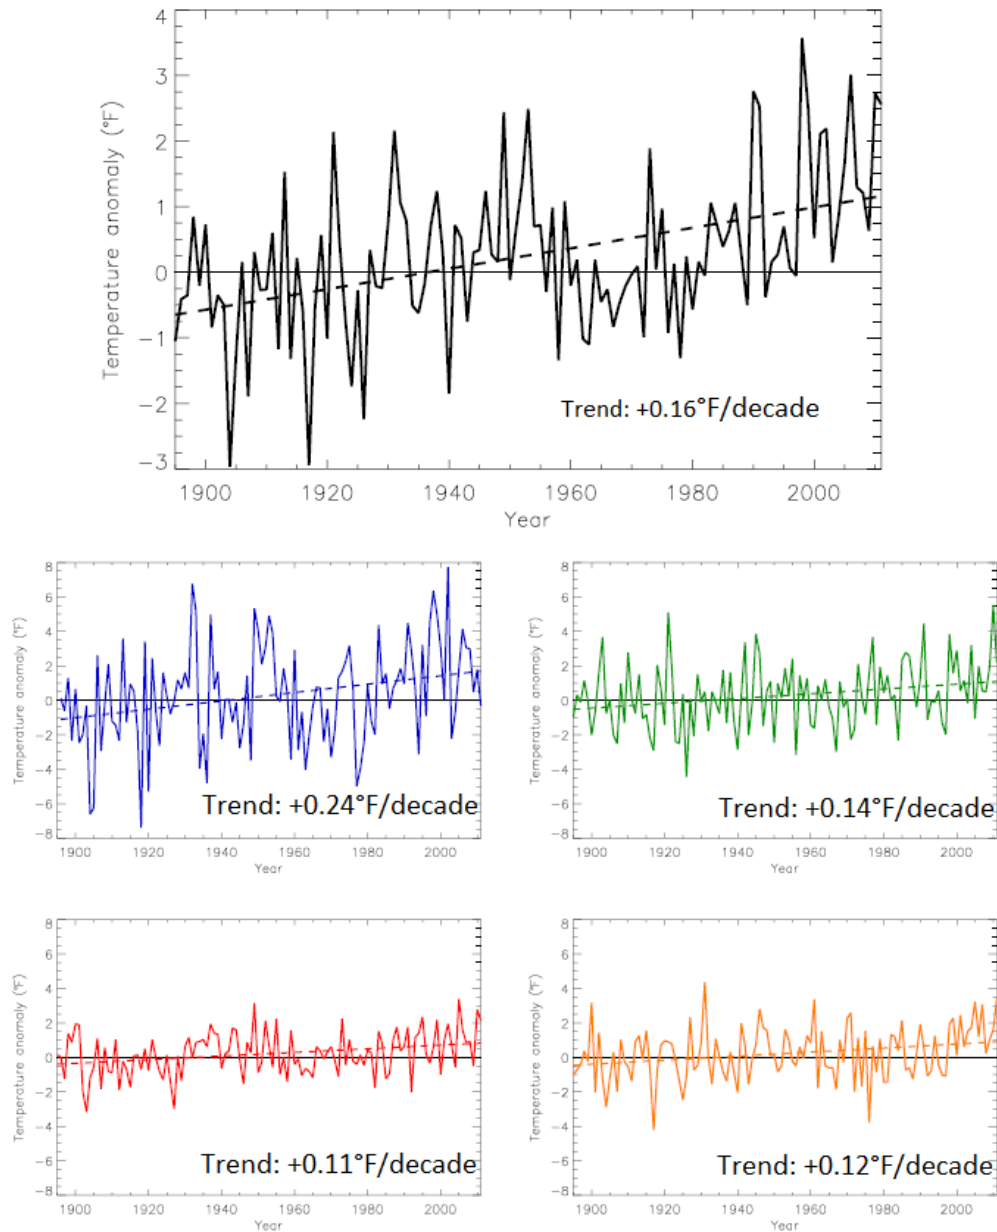 4
3
2
1
0
-1
-2
-3
Temperature anomaly (°F)
Trend: +0.16°F/decade
1900 1920 1940 1960 1980 2000
Year
8
6
4
2
0
-2
-4
-6
-8
Temperature anomaly (°F)
Trend: +0.24°F/decade
1900 1920 1940 1960 1980 2000
Year
8
6
4
2
0
-2
-4
-6
-8
Temperature anomaly (°F)
Trend: +0.14°F/decade
1900 1920 1940 1960 1980 2000
Year
8
6
4
2
0
-2
-4
-6
-8
Temperature anomaly (°F)
Trend: +0.11°F/decade
1900 1920 1940 1960 1980 2000
Year
8
6
4
2
0
-2
-4
-6
-8
Temperature anomaly (°F)
Trend: +0.12°F/decade
1900 1920 1940 1960 1980 2000
Year